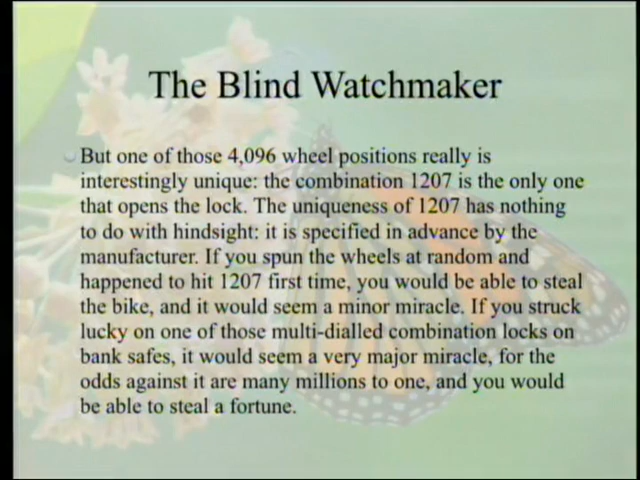 The Blind Watchmaker
But one of those 4,096 wheel positions really is
interestingly unique: the combination 1207 is the only one
that opens the lock. The uniqueness of 1207 has nothing
to do with hindsight: it is specified in advance by the
manufacturer. If you spun the wheels at random and
happened to hit 1207 first time, you would be able to steal
the bike, and it would seem a minor miracle. If you struck
lucky on one of those multi-dialled combination locks on
bank safes, it would seem a very major miracle, for the
odds against it are many millions to one, and you would
be able to steal a fortune.